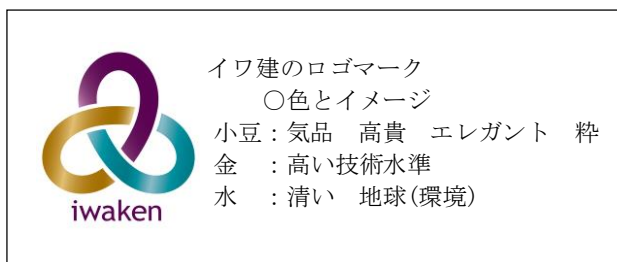 イワ建のロゴマーク
○色とイメージ
小豆：気品　高貴　エレガント　粋
金　：高い技術水準
水　：清い　地球(環境)
iwaken